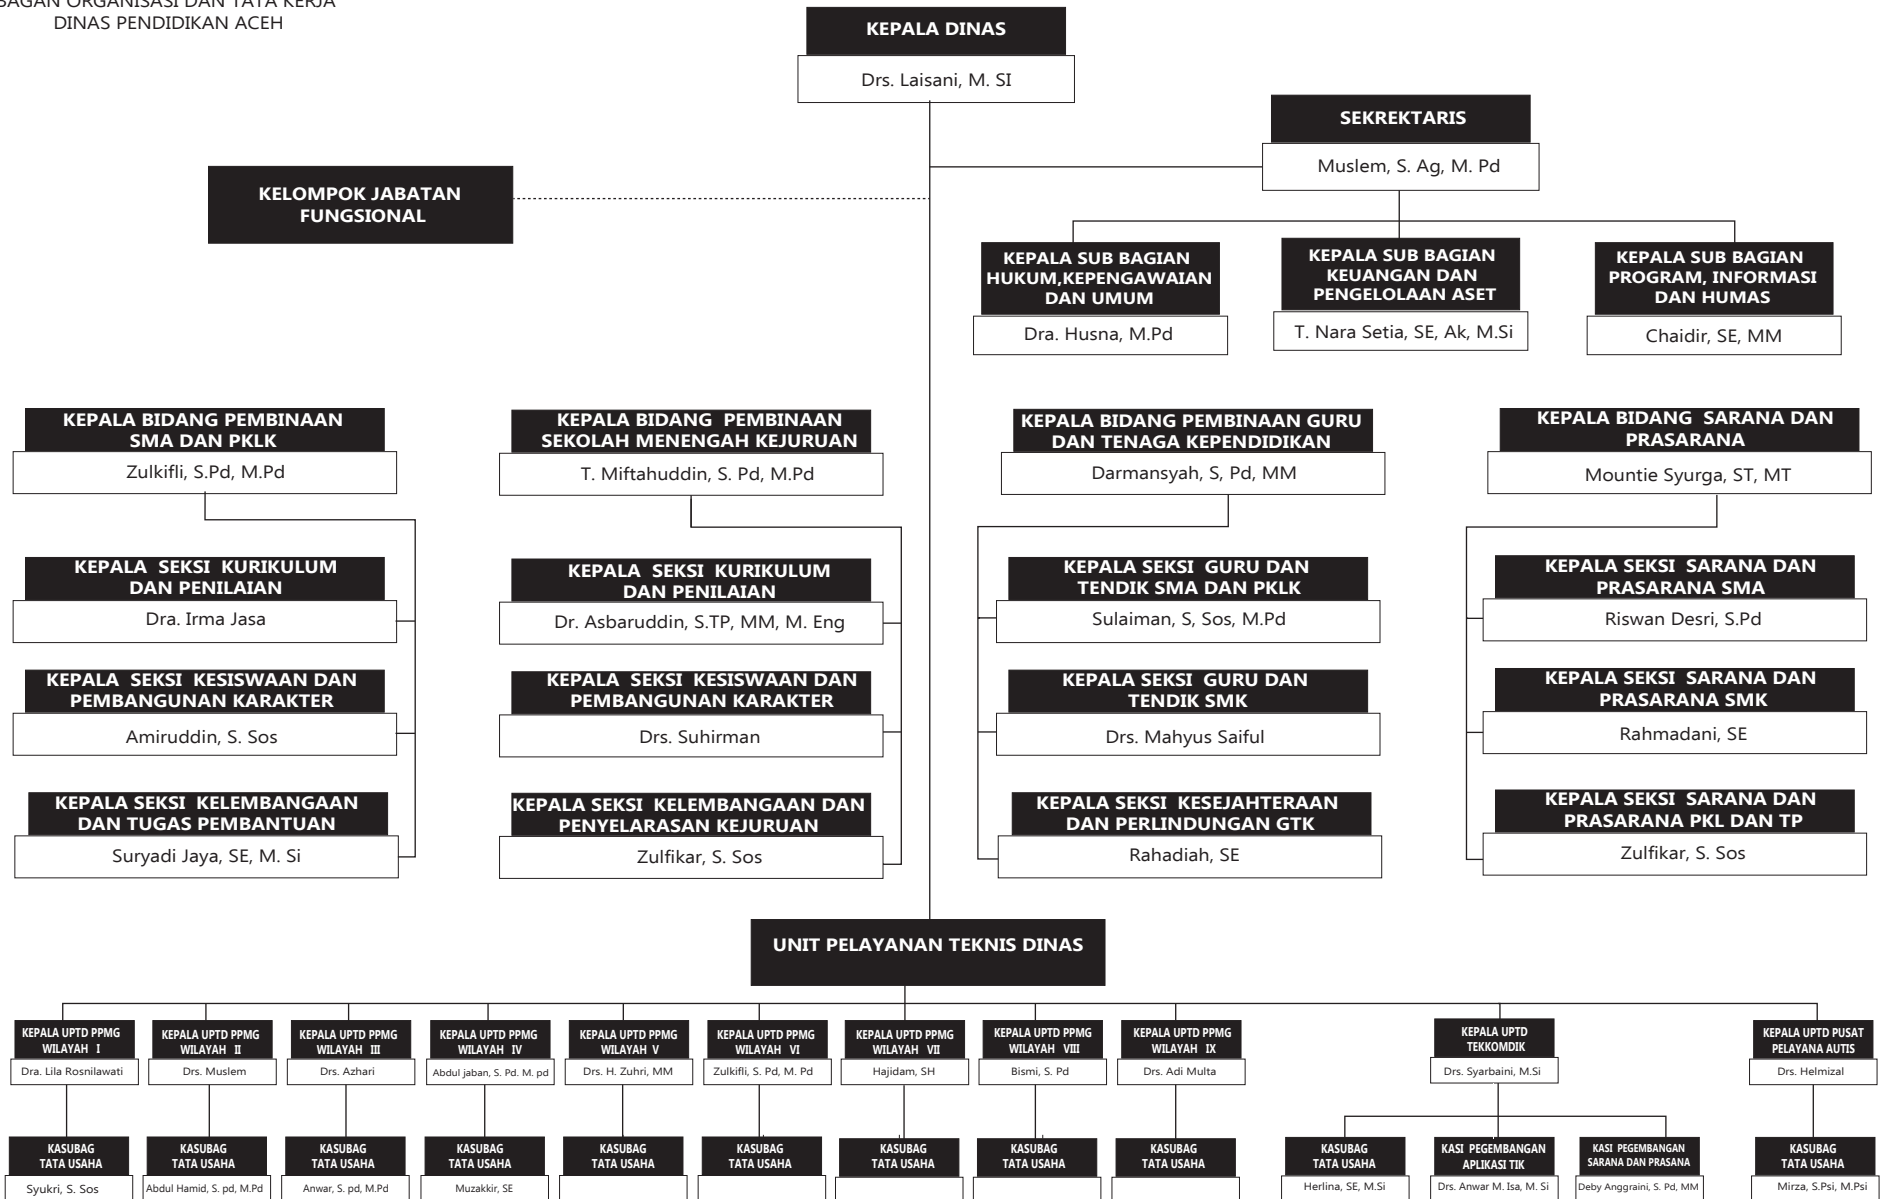 BAGAN ORGANISASI DAN TATA KERJA
DINAS PENDIDIKAN ACEH
KEPALA DINAS
Drs. Laisani, M. SI
SEKREKTARIS
Muslem, S. Ag, M. Pd
KELOMPOK JABATAN
FUNGSIONAL
KEPALA SUB BAGIAN
HUKUM,KEPENGAWAIAN
DAN UMUM
Dra. Husna, M.Pd
KEPALA SUB BAGIAN
KEUANGAN DAN
PENGELOLAAN ASET
T. Nara Setia, SE, Ak, M.Si
KEPALA SUB BAGIAN
PROGRAM, INFORMASI
DAN HUMAS
Chaidir, SE, MM
KEPALA BIDANG PEMBINAAN
SMA DAN PKLK
Zulkifli, S.Pd, M.Pd
KEPALA SEKSI KURIKULUM
DAN PENILAIAN
Dra. Irma Jasa
KEPALA SEKSI KESISWAAN DAN
PEMBANGUNAN KARAKTER
Amiruddin, S. Sos
KEPALA SEKSI KELEMBANGAAN
DAN TUGAS PEMBANTUAN
Suryadi Jaya, SE, M. Si
KEPALA BIDANG PEMBINAAN
SEKOLAH MENENGAH KEJURUAN
T. Miftahuddin, S. Pd, M.Pd
KEPALA SEKSI KURIKULUM
DAN PENILAIAN
Dr. Asbaruddin, S.TP, MM, M. Eng
KEPALA SEKSI KESISWAAN DAN
PEMBANGUNAN KARAKTER
Drs. Suhirman
KEPALA SEKSI KELEMBANGAAN DAN
PENYELARASAN KEJURUAN
Zulfikar, S. Sos
KEPALA BIDANG PEMBINAAN GURU
DAN TENAGA KEPENDIDIKAN
Darmansyah, S, Pd, MM
KEPALA SEKSI GURU DAN
TENDIK SMA DAN PKLK
Sulaiman, S, Sos, M.Pd
KEPALA SEKSI GURU DAN
TENDIK SMK
Drs. Mahyus Saiful
KEPALA SEKSI KESEJAHTERAAN
DAN PERLINDUNGAN GTK
Rahadiah, SE
KEPALA BIDANG SARANA DAN
PRASARANA
Mountie Syurga, ST, MT
KEPALA SEKSI SARANA DAN
PRASARANA SMA
Riswan Desri, S.Pd
KEPALA SEKSI SARANA DAN
PRASARANA SMK
Rahmadani, SE
KEPALA SEKSI SARANA DAN
PRASARANA PKL DAN TP
Zulfikar, S. Sos
UNIT PELAYANAN TEKNIS DINAS
KEPALA UPTD PPMG
WILAYAH I
Dra. Lila Rosnilawati
KASUBAG
TATA USAHA
Syukri, S. Sos
KEPALA UPTD PPMG
WILAYAH II
Drs. Muslem
KASUBAG
TATA USAHA
Abdul Hamid, S. pd, M.Pd
KEPALA UPTD PPMG
WILAYAH III
Drs. Azhari
KASUBAG
TATA USAHA
Anwar, S. pd, M.Pd
KEPALA UPTD PPMG
WILAYAH IV
Abdul jaban, S. Pd. M. pd
KASUBAG
TATA USAHA
Muzakkir, SE
KEPALA UPTD PPMG
WILAYAH V
Drs. H. Zuhri, MM
KASUBAG
TATA USAHA
KEPALA UPTD PPMG
WILAYAH VI
Zulkifli, S. Pd, M. Pd
KASUBAG
TATA USAHA
KEPALA UPTD PPMG
WILAYAH VII
Hajidam, SH
KASUBAG
TATA USAHA
KEPALA UPTD PPMG
WILAYAH VIII
Bismi, S. Pd
KASUBAG
TATA USAHA
KEPALA UPTD PPMG
WILAYAH IX
Drs. Adi Multa
KASUBAG
TATA USAHA
KEPALA UPTD
TEKKOMDIK
Drs. Syarbaini, M.Si
KASUBAG
TATA USAHA
Herlina, SE, M.Si
KASI PEGEMBANGAN
APLIKASI TIK
Drs. Anwar M. Isa, M. Si
KASI PEGEMBANGAN
SARANA DAN PRASANA
Deby Anggraini, S. Pd, MM
KEPALA UPTD PUSAT
PELAYANA AUTIS
Drs. Helmizal
KASUBAG
TATA USAHA
Mirza, S.Psi, M.Psi